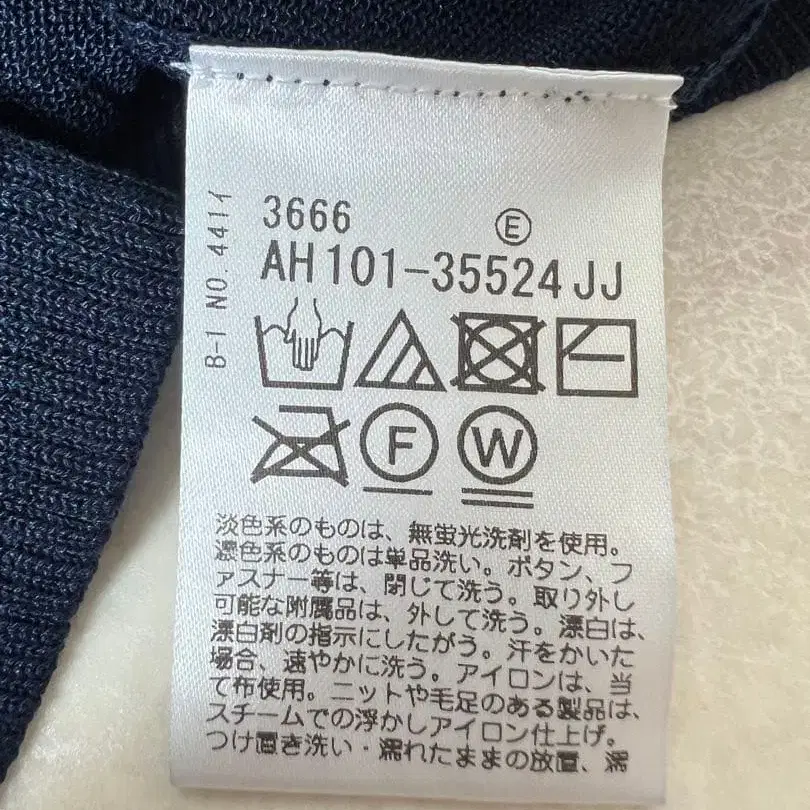 B-1 NO 441イ
3666
E
AH101-35524JJ
F
W
淡色系のものは、無蛍光洗剤を使用。
濃色系のものは単品洗い。ボタン、フ
ァスナー等は、閉じて洗う。取り外し
可能な附属品は、外して洗う。漂白は、
漂白剤の指示にしたがう。汗をかいた
場合、速やかに洗う。アイロンは、当
て布使用。ニットや毛足のある製品は、
スチームでの浮かしアイロン仕上げ。
つけ置き洗い・濡れたままの放置、濡